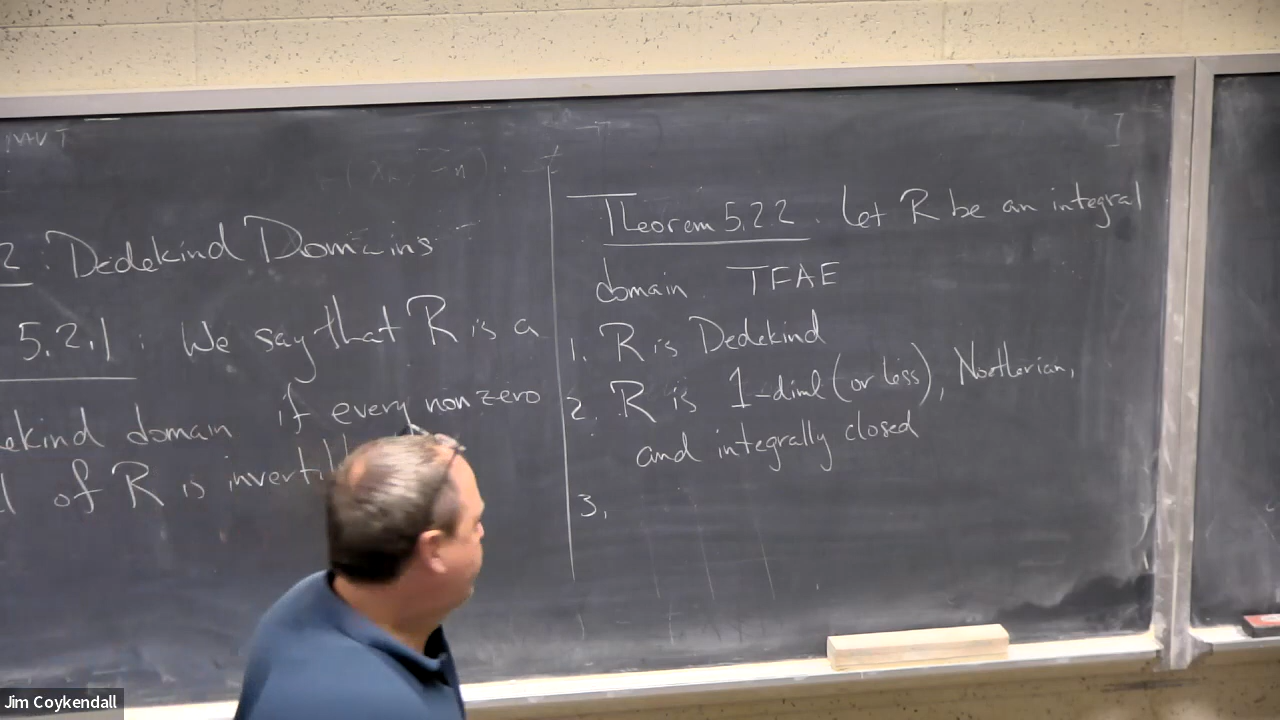 2 : Dedekind Domains
5.2.1 : We say that R is a
ekind domain if every nonzero
l of R is
Theorem 5.2.2. Let R be an integral
domain. TFAE
1. R is Dedekind
2. R is 1-diml (or less), Noetherian,
and integrally closed
3.
Jim Coykendall